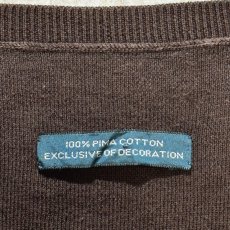 100% PIMA COTTON
EXCLUSIVE OF DECORATION